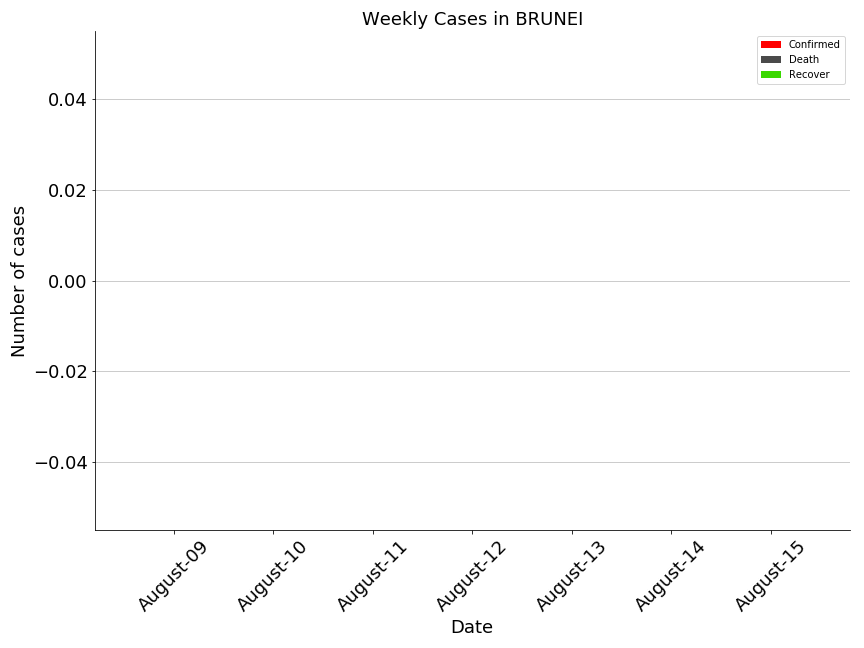 Weekly Cases in BRUNEI
Confirmed
Death
Recover
Number of cases
0.04
0.02
0.00
−0.02
−0.04
August-09
August-10
August-11
August-12
August-13
August-14
August-15
Date